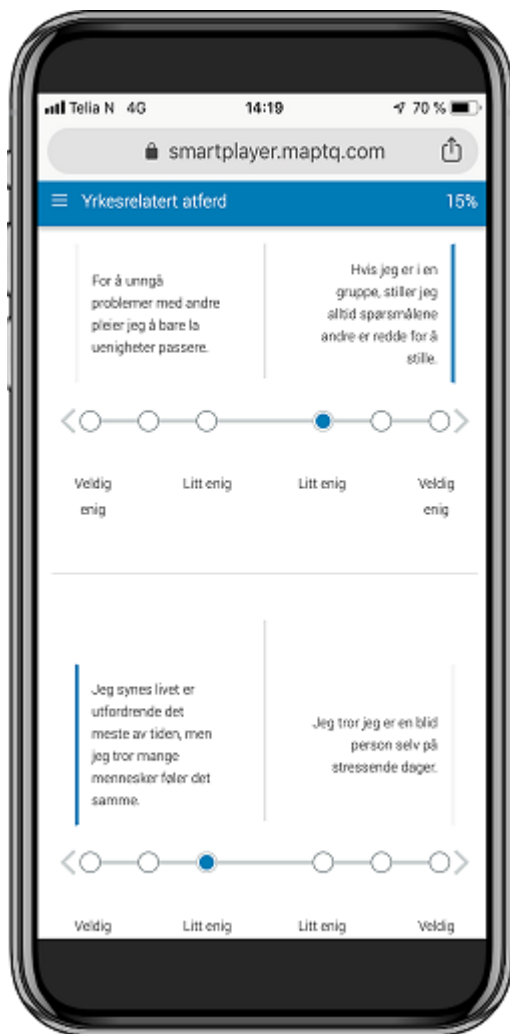 Telia N 4G 14:19 70 %
smartplayer.maptq.com
Yrkesrelatert atferd 15%
For å unngå
problemer med andre
pleier jeg å bare la
uenigheter passere.
Hvis jeg er i en
gruppe, stiller jeg
alltid spørsmålene
andre er redde for å
stille.
Veldig
enig
Litt enig
Litt enig
Veldig
enig
Jeg synes livet er
utfordrende det
meste av tiden, men
jeg tror mange
mennesker føler det
samme.
Jeg tror jeg er en blid
person selv på
stressende dager.
Veldig
Litt enig
Litt enig
Veldig